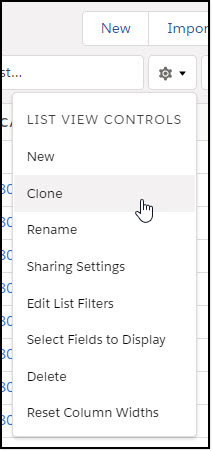 New
Impor
st...
LIST VIEW CONTROLS
New
Clone
Rename
Sharing Settings
Edit List Filters
Select Fields to Display
Delete
Reset Column Widths